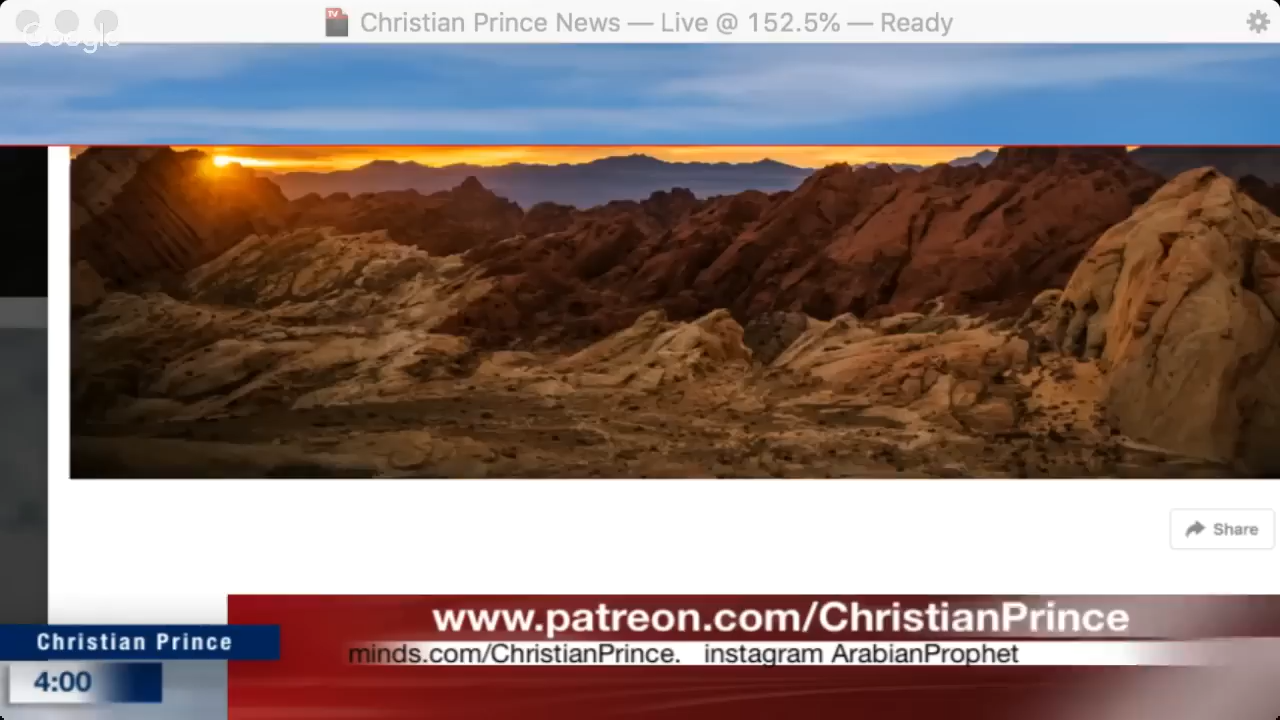 Christian Prince News — Live @ 152.5% — Ready
Google
Share
www.patreon.com/ChristianPrince
minds.com/ChristianPrince. instagram ArabianProphet
Christian Prince
4:00